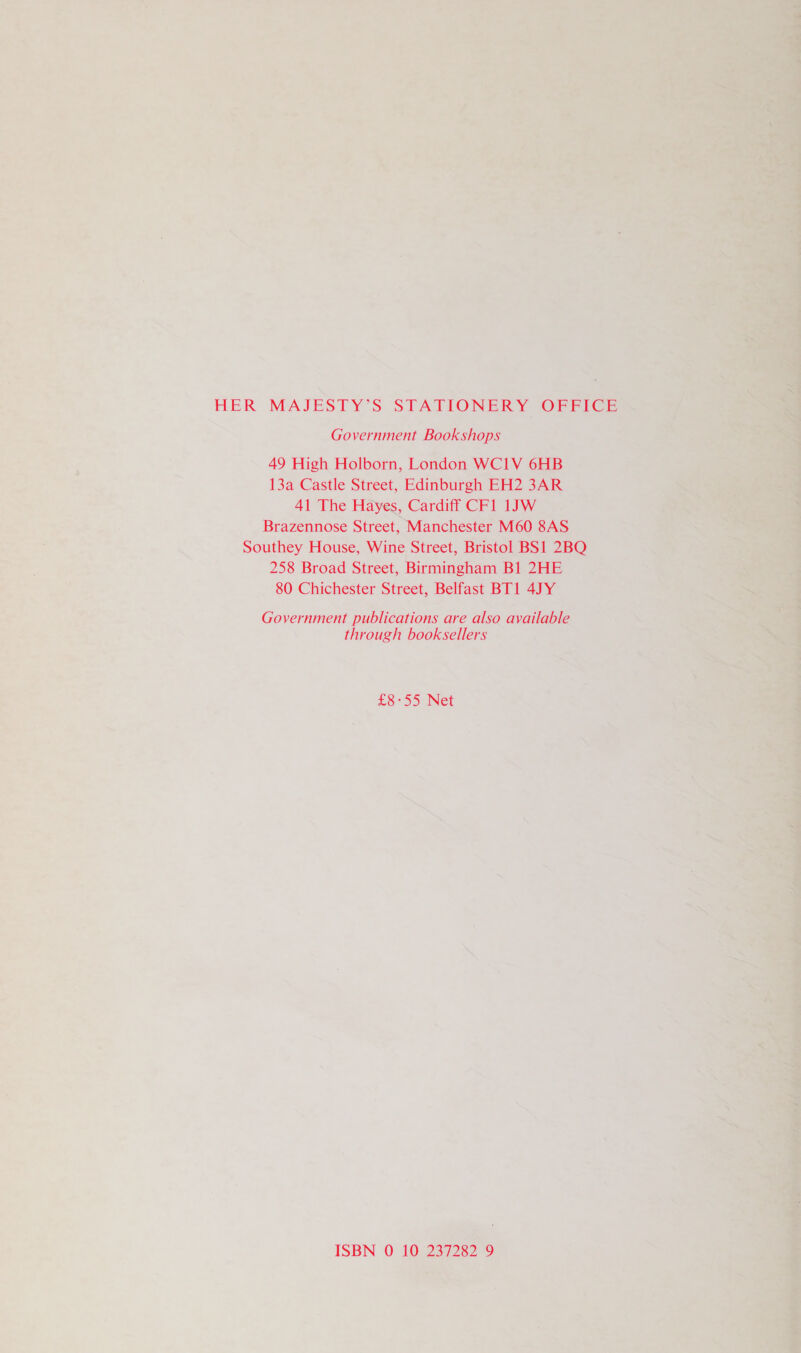 HER MAJESTY'S STATIONERY OFFICE
Government Bookshops
49 High Holborn, London WC1V 6HB
13a Castle Street, Edinburgh EH2 3AR
41 The Hayes, Cardiff CF1 1JW
Brazennose Street, Manchester M60 8AS
Southey House, Wine Street, Bristol BS1 2BQ
258 Broad Street, Birmingham B1 2HE
80 Chichester Street, Belfast BT1 4JY
Government publications are also available
through booksellers
£8·55 Net
ISBN 0 10 237282 9